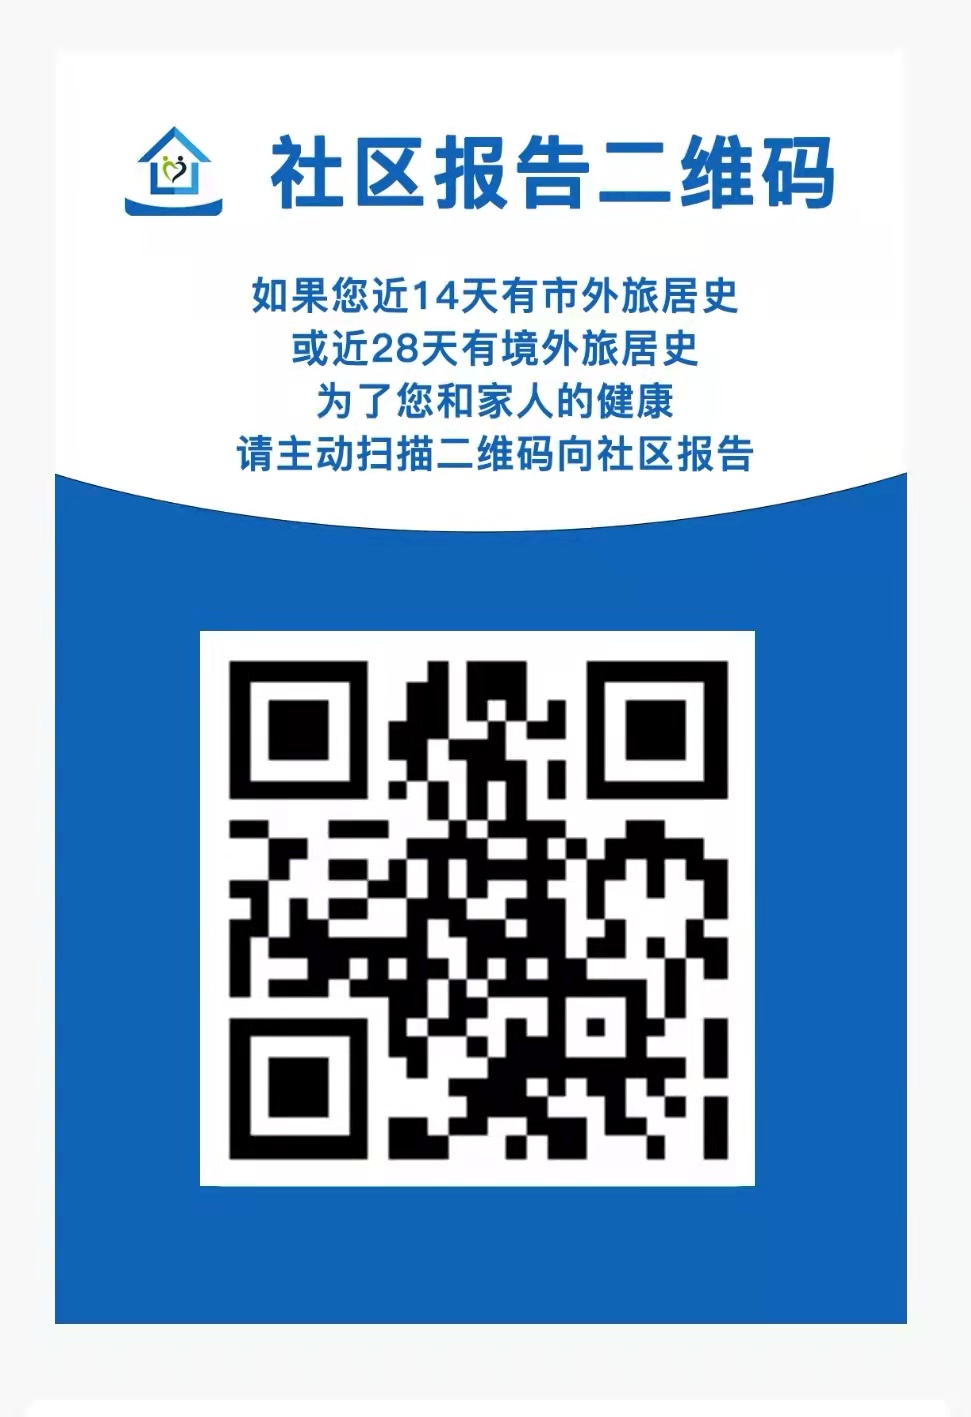 社区报告二维码
如果您近14天有市外旅居史
或近28天有境外旅居史
为了您和家人的健康
请主动扫描二维码向社区报告